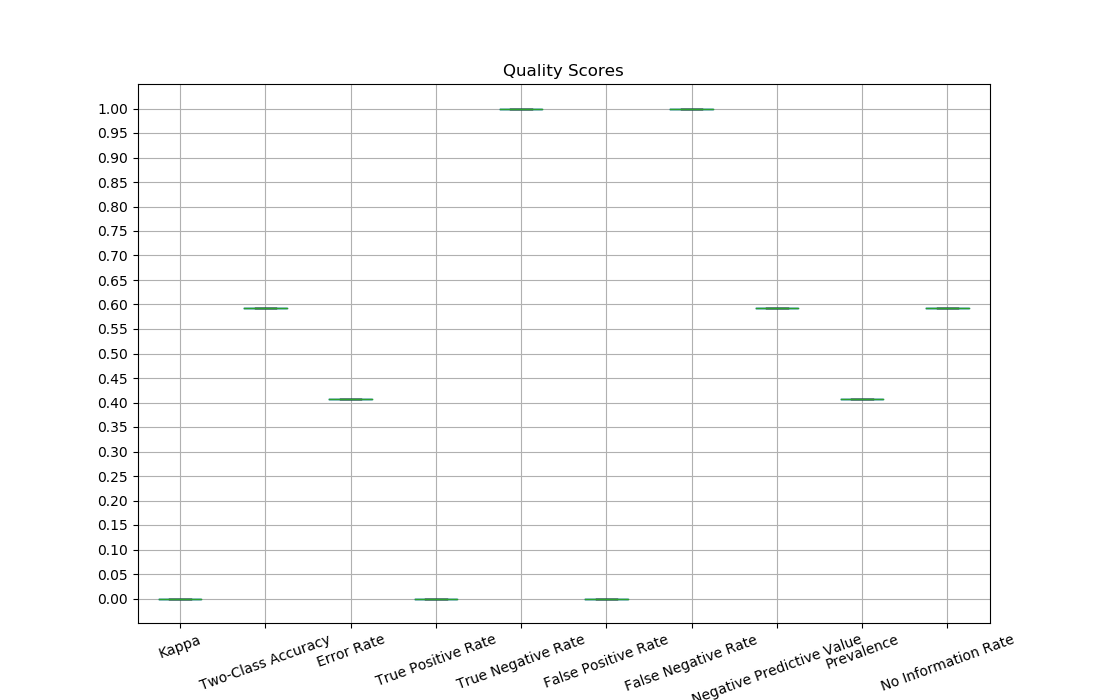 Quality Scores
1.00
0.95
0.90
0.85
0.80
0.75
0.70
0.65
0.60
0.55
0.50
0.45
0.40
0.35
0.30
0.25
0.20
0.15
0.10
0.05
0.00
Kappa
Two-Class Accuracy
Error Rate
True Positive Rate
True Negative Rate
False Positive Rate
False Negative Rate
Negative Predictive Value
Prevalence
No Information Rate